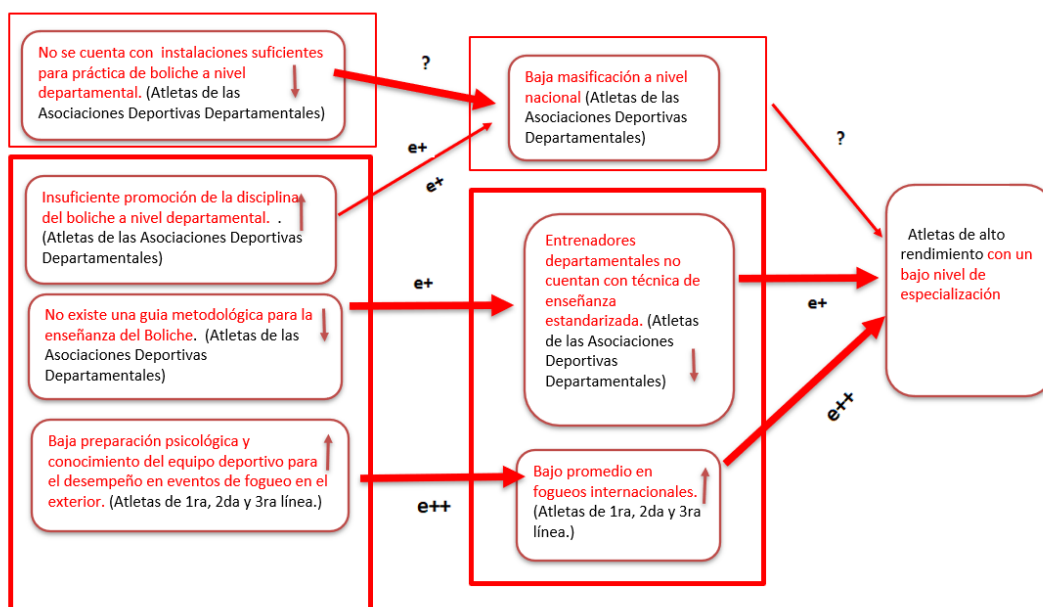 No se cuenta con instalaciones suficientes
para práctica de boliche a nivel
departamental. (Atletas de las
Asociaciones Deportivas Departamentales)
?
Baja masificación a nivel
nacional (Atletas de las
Asociaciones Deportivas
Departamentales)
?
e+
e+
Insuficiente promoción de la disciplina
del boliche a nivel departamental. .
(Atletas de las Asociaciones Deportivas
Departamentales)
e+
No existe una guia metodológica para la
enseñanza del Boliche. (Atletas de las
Asociaciones Deportivas
Departamentales)
Entrenadores
departamentales no
cuentan con técnica de
enseñanza
estandarizada. (Atletas
de las Asociaciones
Deportivas
Departamentales)
e+
Atletas de alto
rendimiento con un
bajo nivel de
especialización
Baja preparación psicológica y
conocimiento del equipo deportivo para
el desempeño en eventos de fogueo en el
exterior. (Atletas de 1ra, 2da y 3ra línea.)
e++
Bajo promedio en
fogueos internacionales.
(Atletas de 1ra, 2da y 3ra
línea.)
e++